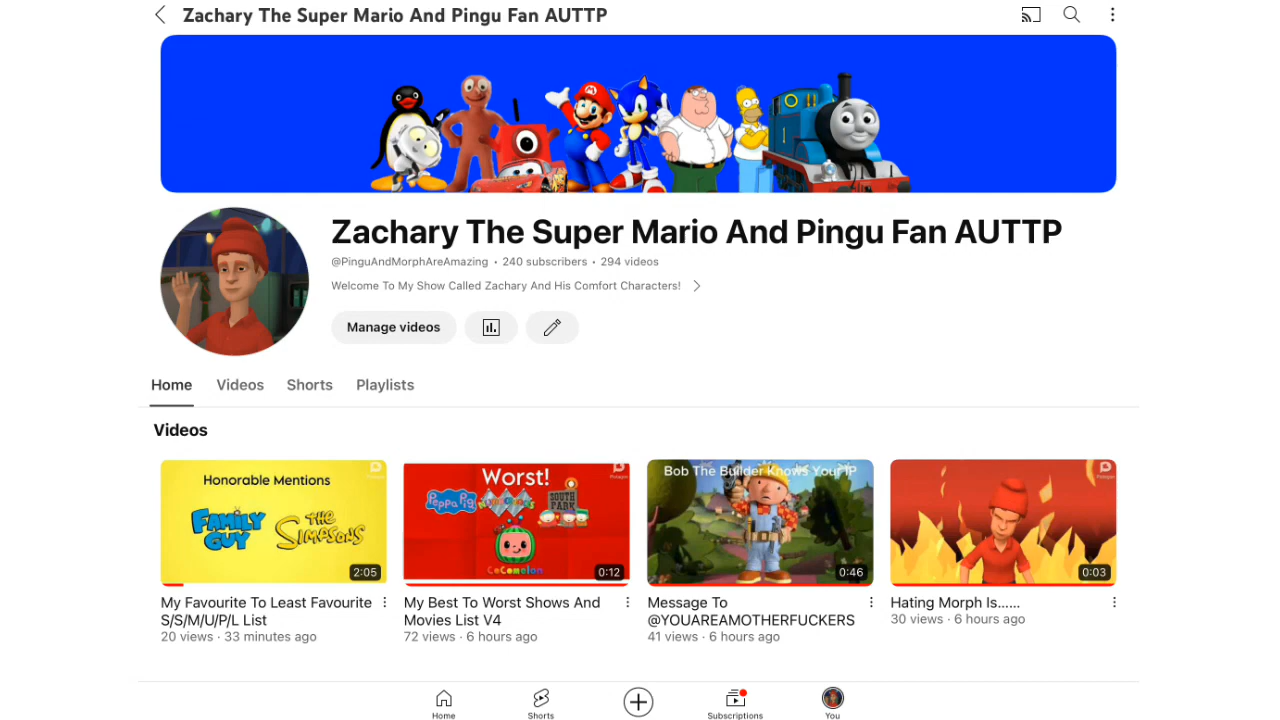 Zachary The Super Mario And Pingu Fan AUTTP
Zachary The Super Mario And Pingu Fan AUTTP
@PinguAndMorphAreAmazing · 240 subscribers · 294 videos
Welcome To My Show Called Zachary And His Comfort Characters!
Manage videos
Home Videos Shorts Playlists
Videos
Honorable Mentions
FAMILY GUY
THE SIMPSONS
2:05
Worst!
Peppa Pig
SOUTH PARK
CoComelon
0:12
Bob The Builder Knows Your IP
0:46
0:03
My Favourite To Least Favourite
S/S/M/U/P/L List
20 views · 33 minutes ago
My Best To Worst Shows And
Movies List V4
72 views · 6 hours ago
Message To
@YOUAREAMOTHERFUCKERS
41 views · 6 hours ago
Hating Morph Is......
30 views · 6 hours ago
Home
Shorts
Subscriptions
You